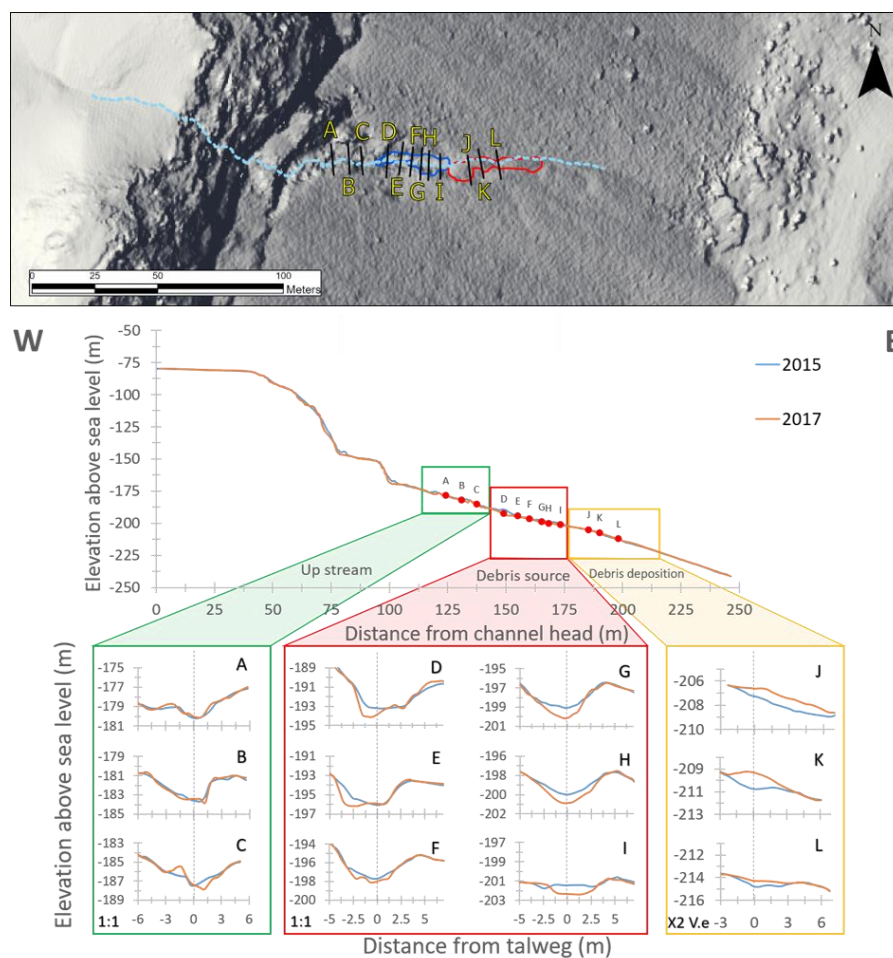 N
A C D F H J L
B E G I K
0 25 50 100
Meters
W E
Elevation above sea level (m)
-50
-75
-100
-125
-150
-175
-200
-225
-250
2015
2017
A B C D E F G H I J K L
Up stream
Debris source
Debris deposition
0 25 50 75 100 125 150 175 200 225 250
Distance from channel head (m)
Elevation above sea level (m)
A
-175
-177
-179
-181
B
-179
-181
-183
-185
C
-183
-185
-187
-189
-6 -3 0 3 6
1:1
D
-189
-191
-193
-195
E
-191
-193
-195
-197
F
-194
-196
-198
-200
-5 -2 0 2 5
1:1
G
-195
-197
-199
-201
H
-196
-198
-200
-202
I
-197
-199
-201
-203
-5 -2 0 2 5
J
-206
-208
-210
K
-209
-211
-213
L
-212
-214
-216
-3 0 3 6
X2 V.e
Distance from talweg (m)